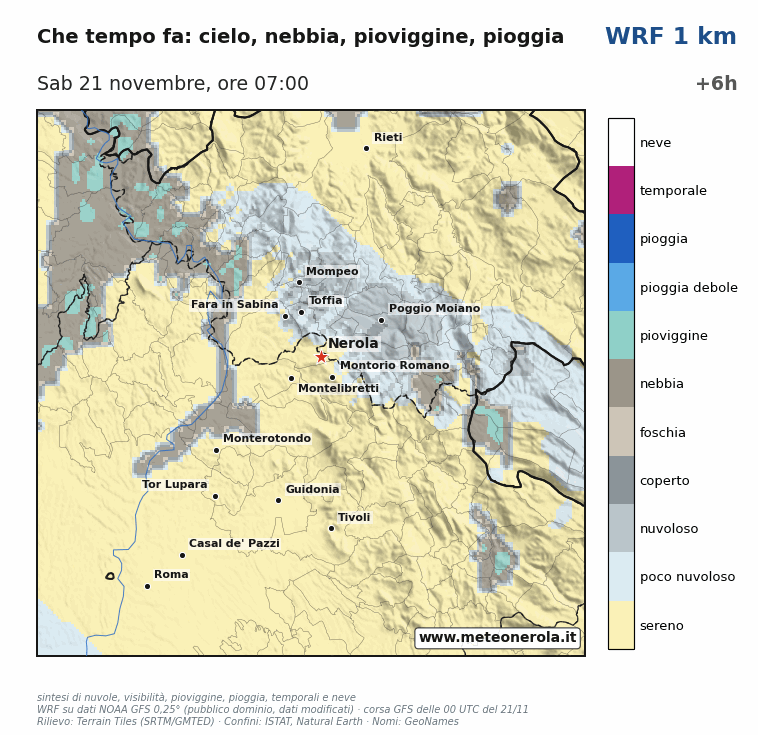 Che tempo fa: cielo, nebbia, pioviggine, pioggia
WRF 1 km
Sab 21 novembre, ore 07:00
+6h
Rieti
Mompeo
Fara in Sabina
Toffia
Poggio Moiano
Nerola
Montorio Romano
Montelibretti
Monterotondo
Tor Lupara
Guidonia
Tivoli
Casal de' Pazzi
Roma
www.meteonerola.it
neve
temporale
pioggia
pioggia debole
pioviggine
nebbia
foschia
coperto
nuvoloso
poco nuvoloso
sereno
sintesi di nuvole, visibilità, pioviggine, pioggia, temporali e neve
WRF su dati NOAA GFS 0,25° (pubblico dominio, dati modificati) · corsa GFS delle 00 UTC del 21/11
Rilievo: Terrain Tiles (SRTM/GMTED) · Confini: ISTAT, Natural Earth · Nomi: GeoNames